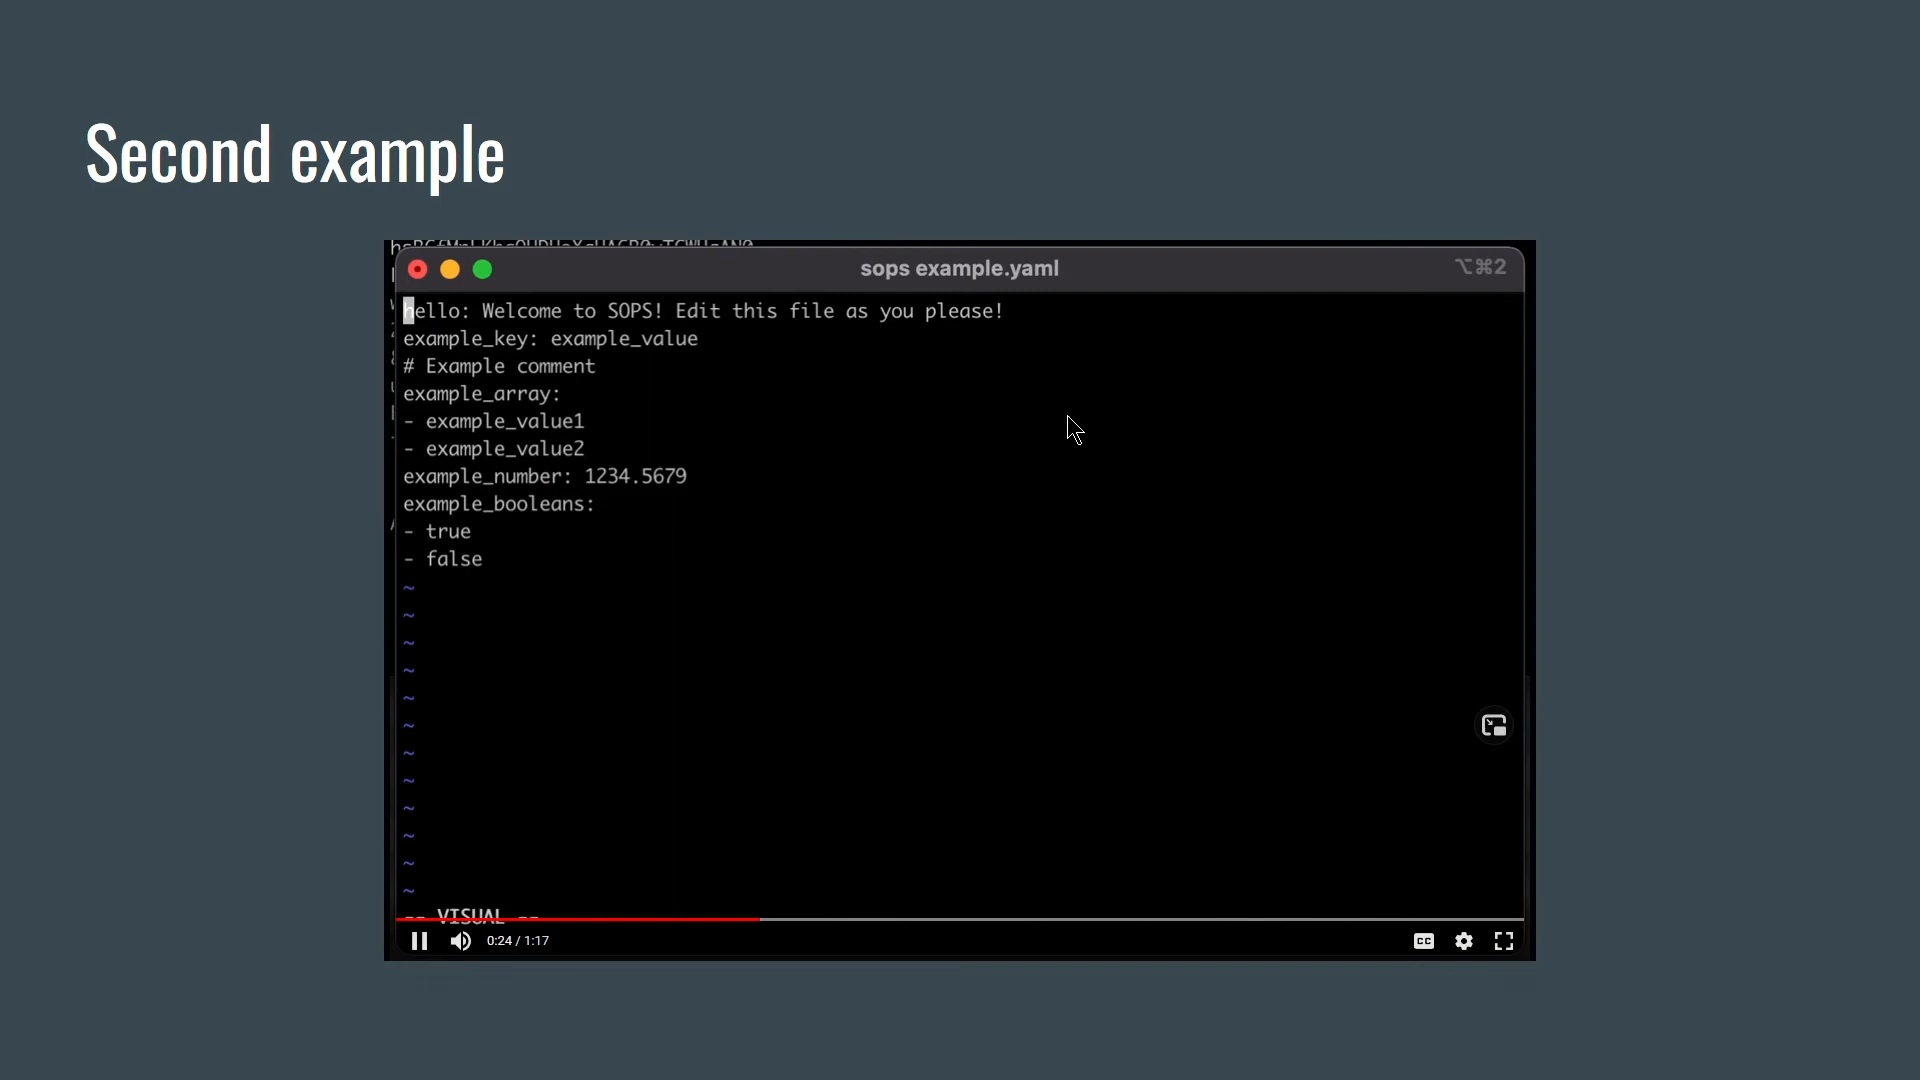 Second example
sops example.yaml
⌥⌘2
hello: Welcome to SOPS! Edit this file as you please!
example_key: example_value
# Example comment
example_array:
- example_value1
- example_value2
example_number: 1234.5679
example_booleans:
- true
- false
~
~
~
~
~
~
~
~
~
~
~
~
-- VISUAL --
0:24 / 1:17
CC